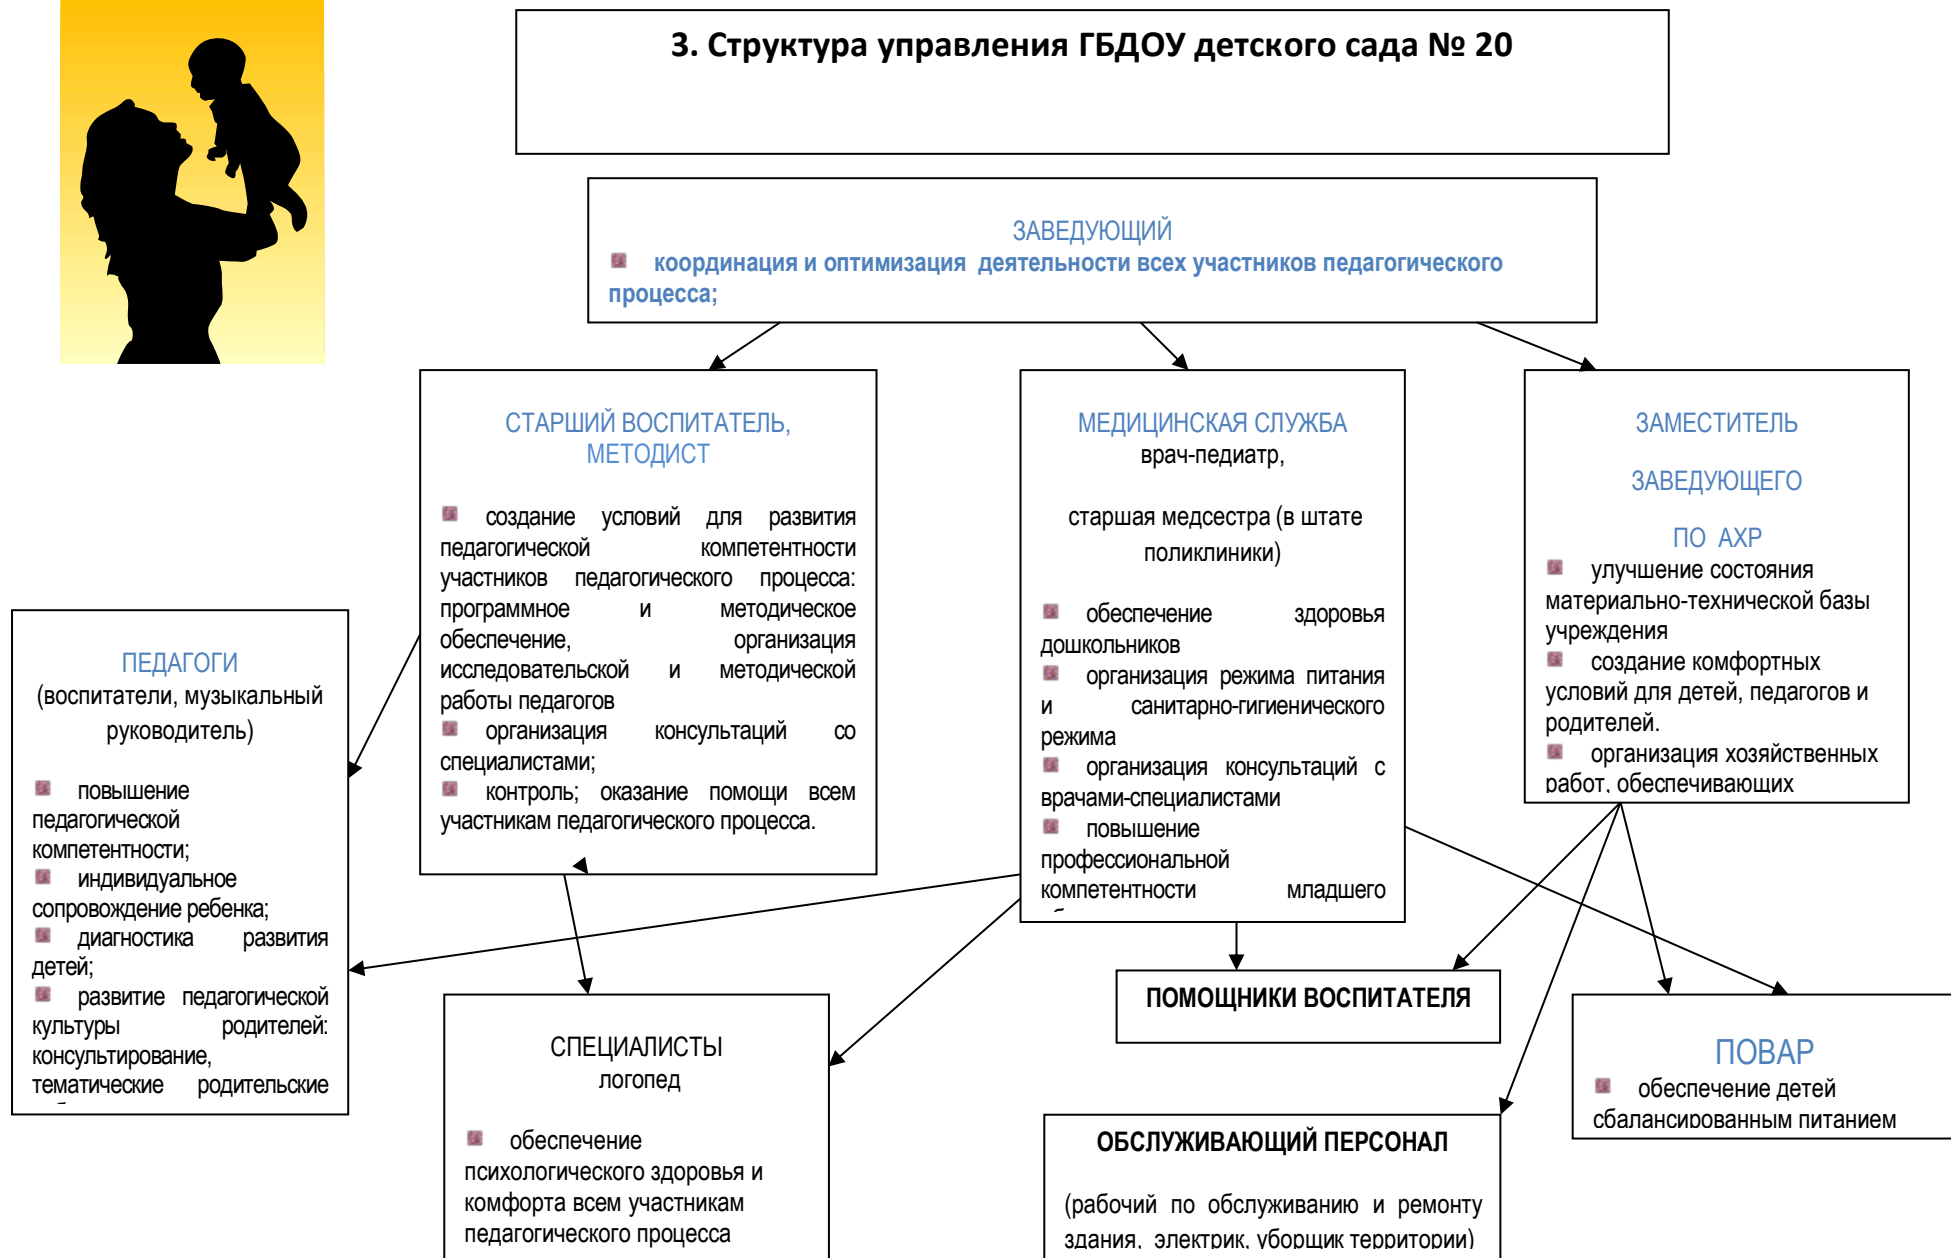 3. Структура управления ГБДОУ детского сада № 20
ЗАВЕДУЮЩИЙ
координация и оптимизация деятельности всех участников педагогического
процесса;
СТАРШИЙ ВОСПИТАТЕЛЬ,
МЕТОДИСТ
создание условий для развития
педагогической компетентности
участников педагогического процесса:
программное и методическое
обеспечение, организация
исследовательской и методической
работы педагогов
организация консультаций со
специалистами;
контроль; оказание помощи всем
участникам педагогического процесса.
МЕДИЦИНСКАЯ СЛУЖБА
врач-педиатр,
старшая медсестра (в штате
поликлиники)
обеспечение здоровья
дошкольников
организация режима питания
и санитарно-гигиенического
режима
организация консультаций с
врачами-специалистами
повышение
профессиональной
компетентности младшего
ЗАМЕСТИТЕЛЬ
ЗАВЕДУЮЩЕГО
ПО АХР
улучшение состояния
материально-технической базы
учреждения
создание комфортных
условий для детей, педагогов и
родителей.
организация хозяйственных
работ, обеспечивающих
ПЕДАГОГИ
(воспитатели, музыкальный
руководитель)
повышение
педагогической
компетентности;
индивидуальное
сопровождение ребенка;
диагностика развития
детей;
развитие педагогической
культуры родителей:
консультирование,
тематические родительские
СПЕЦИАЛИСТЫ
логопед
обеспечение
психологического здоровья и
комфорта всем участникам
педагогического процесса
ПОМОЩНИКИ ВОСПИТАТЕЛЯ
ОБСЛУЖИВАЮЩИЙ ПЕРСОНАЛ
(рабочий по обслуживанию и ремонту
здания, электрик, уборщик территории)
ПОВАР
обеспечение детей
сбалансированным питанием